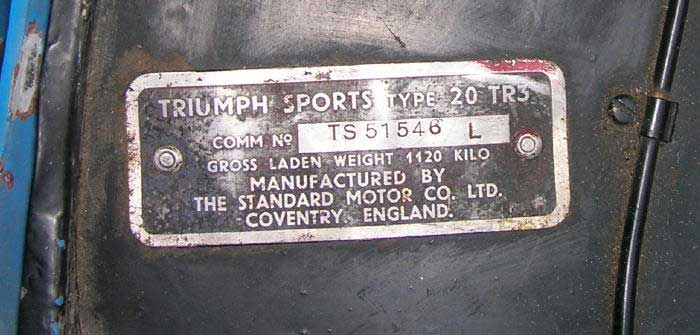 TRIUMPH SPORTS TYPE 20 TR3
COMM Nº TS 51546 L
GROSS LADEN WEIGHT 1120 KILO
MANUFACTURED BY
THE STANDARD MOTOR CO. LTD.
COVENTRY, ENGLAND.